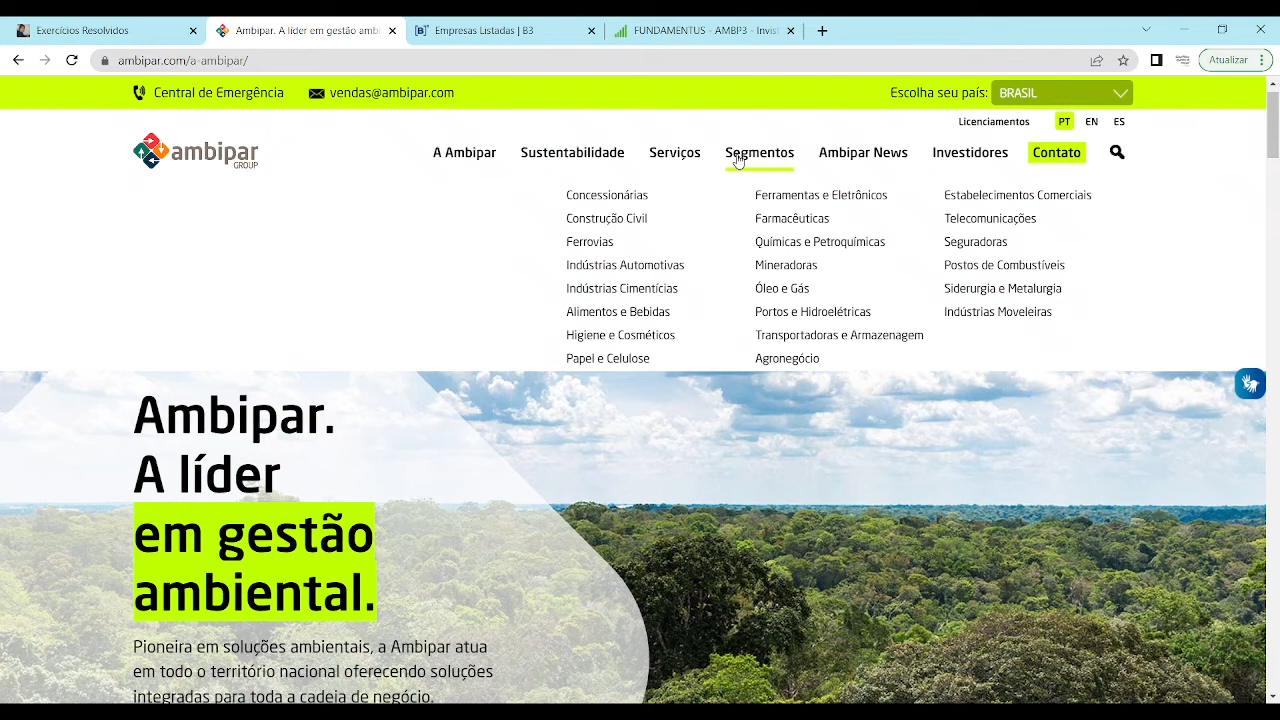 Exercícios Resolvidos
Ambipar. A líder em gestão amb
Empresas Listadas | B3
FUNDAMENTUS - AMBP3 - Invist
ambipar.com/a-ambipar/
Atualizar
Central de Emergência
vendas@ambipar.com
Escolha seu país:
BRASIL
Licenciamentos
PT
EN
ES
ambipar
GROUP
A Ambipar
Sustentabilidade
Serviços
Segmentos
Ambipar News
Investidores
Contato
Concessionárias
Construção Civil
Ferrovias
Indústrias Automotivas
Indústrias Cimentícias
Alimentos e Bebidas
Higiene e Cosméticos
Papel e Celulose
Ferramentas e Eletrônicos
Farmacêuticas
Químicas e Petroquímicas
Mineradoras
Óleo e Gás
Portos e Hidroelétricas
Transportadoras e Armazenagem
Agronegócio
Estabelecimentos Comerciais
Telecomunicações
Seguradoras
Postos de Combustíveis
Siderurgia e Metalurgia
Indústrias Moveleiras
Ambipar.
A líder
em gestão
ambiental.
Pioneira em soluções ambientais, a Ambipar atua
em todo o território nacional oferecendo soluções
integradas para toda a cadeia de negócio.